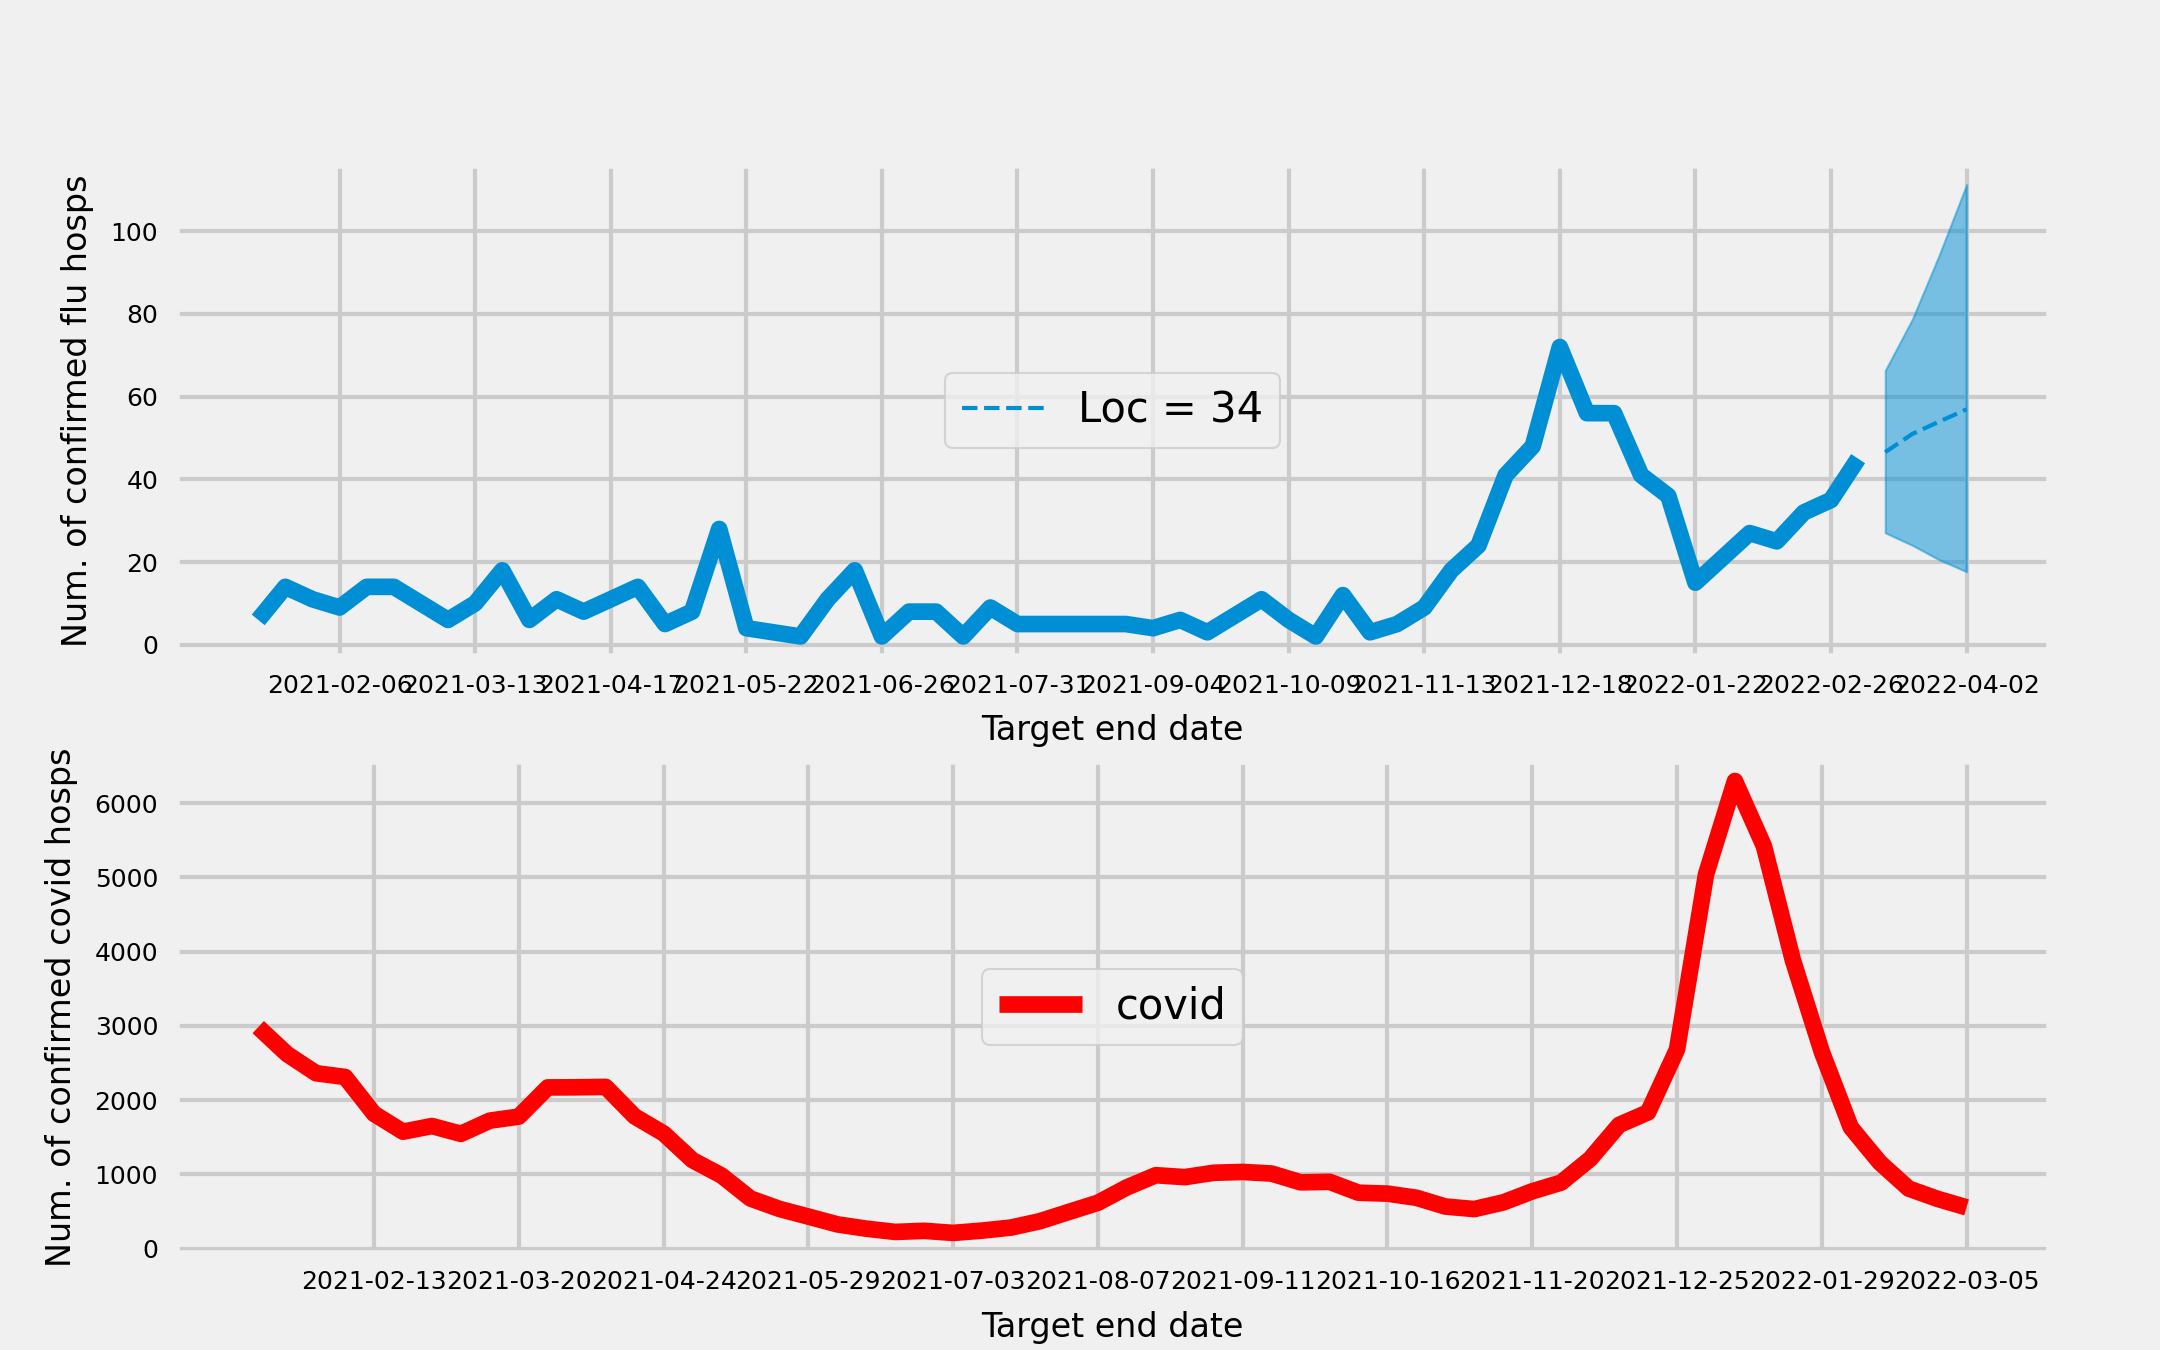 Num. of confirmed flu hosps
100
80
60
40
20
0
Loc = 34
2021-02-06 2021-03-13 2021-04-17 2021-05-22 2021-06-26 2021-07-31 2021-09-04 2021-10-09 2021-11-13 2021-12-18 2022-01-22 2022-02-26 2022-04-02
Target end date
Num. of confirmed covid hosps
6000
5000
4000
3000
2000
1000
0
covid
2021-02-13 2021-03-20 2021-04-24 2021-05-29 2021-07-03 2021-08-07 2021-09-11 2021-10-16 2021-11-20 2021-12-25 2022-01-29 2022-03-05
Target end date